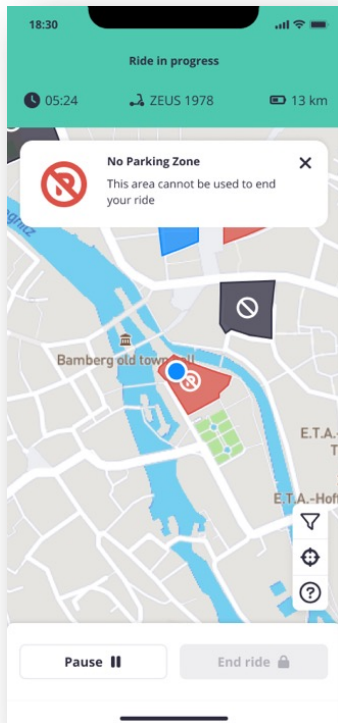 18:30
Ride in progress
05:24
ZEUS 1978
13 km
No Parking Zone
This area cannot be used to end
your ride
Bamberg old town
E.T.A.-
T
E.T.A.-Hof
Pause
End ride